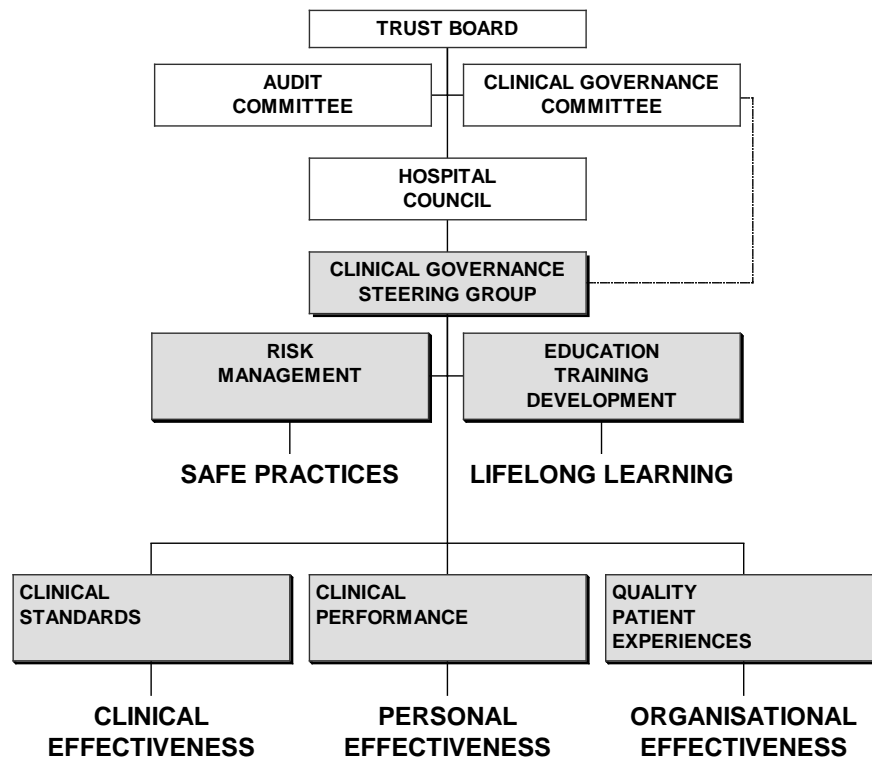 TRUST BOARD
AUDIT
COMMITTEE
CLINICAL GOVERNANCE
COMMITTEE
HOSPITAL
COUNCIL
CLINICAL GOVERNANCE
STEERING GROUP
RISK
MANAGEMENT
EDUCATION
TRAINING
DEVELOPMENT
SAFE PRACTICES
LIFELONG LEARNING
CLINICAL
STANDARDS
CLINICAL
PERFORMANCE
QUALITY
PATIENT
EXPERIENCES
CLINICAL
EFFECTIVENESS
PERSONAL
EFFECTIVENESS
ORGANISATIONAL
EFFECTIVENESS